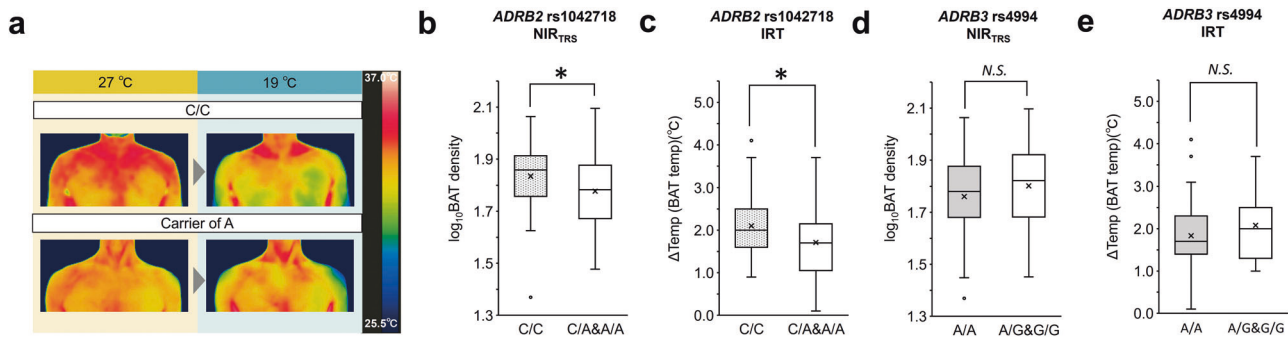 a
27 °C
19 °C
37.0°C
C/C
Carrier of A
25.5°C
b
ADRB2 rs1042718
NIRTRS
*
log10BAT density
2.1
1.9
1.7
1.5
1.3
C/C
C/A&A/A
c
ADRB2 rs1042718
IRT
*
ΔTemp (BAT temp)(°C)
5.0
4.0
3.0
2.0
1.0
0.0
C/C
C/A&A/A
d
ADRB3 rs4994
NIRTRS
N.S.
log10BAT density
2.1
1.9
1.7
1.5
1.3
A/A
A/G&G/G
e
ADRB3 rs4994
IRT
N.S.
ΔTemp (BAT temp)(°C)
5.0
4.0
3.0
2.0
1.0
0.0
A/A
A/G&G/G